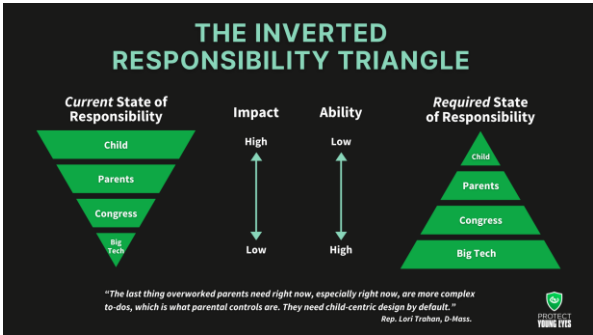 THE INVERTED
RESPONSIBILITY TRIANGLE
Current State of
Responsibility
Child
Parents
Congress
Big
Tech
Impact
High
Low
Ability
Low
High
Required State
of Responsibility
Child
Parents
Congress
Big Tech
“The last thing overworked parents need right now, especially right now, are more complex
to-dos, which is what parental controls are. They need child-centric design by default.”
Rep. Lori Trahan, D-Mass.
PROTECT
YOUNG EYES